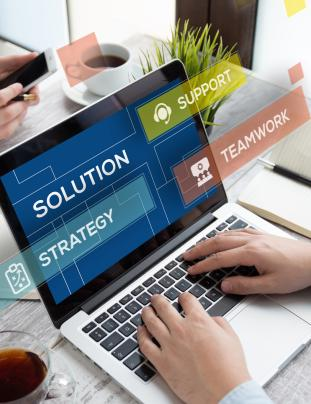 SUPPORT
SOLUTION
TEAMWORK
STRATEGY